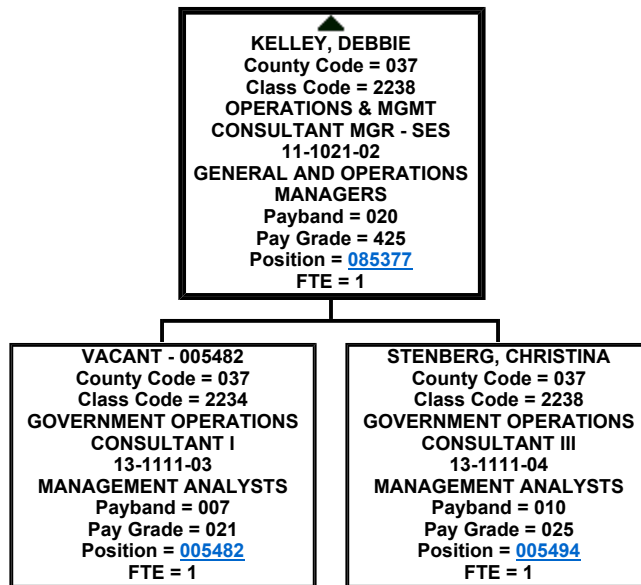 KELLEY, DEBBIE
County Code = 037
Class Code = 2238
OPERATIONS & MGMT
CONSULTANT MGR - SES
11-1021-02
GENERAL AND OPERATIONS
MANAGERS
Payband = 020
Pay Grade = 425
Position = 085377
FTE = 1
VACANT - 005482
County Code = 037
Class Code = 2234
GOVERNMENT OPERATIONS
CONSULTANT I
13-1111-03
MANAGEMENT ANALYSTS
Payband = 007
Pay Grade = 021
Position = 005482
FTE = 1
STENBERG, CHRISTINA
County Code = 037
Class Code = 2238
GOVERNMENT OPERATIONS
CONSULTANT III
13-1111-04
MANAGEMENT ANALYSTS
Payband = 010
Pay Grade = 025
Position = 005494
FTE = 1